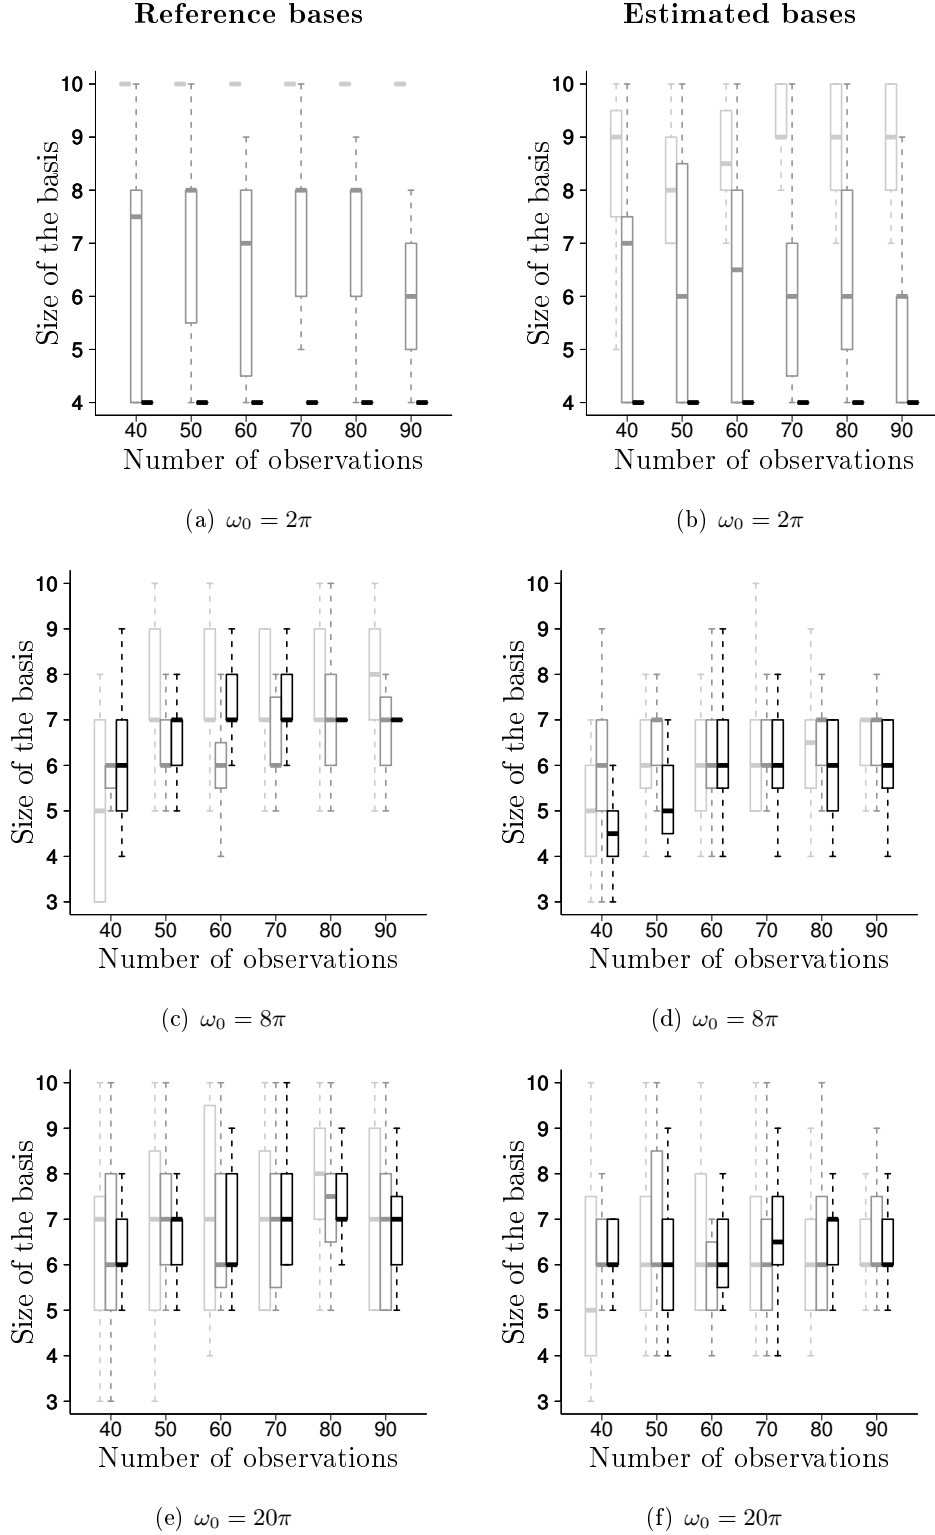 Reference bases
Estimated bases
10
9
8
7
6
5
4
Size of the basis
40 50 60 70 80 90
Number of observations
(a) ω₀ = 2π
10
9
8
7
6
5
4
Size of the basis
40 50 60 70 80 90
Number of observations
(b) ω₀ = 2π
10
9
8
7
6
5
4
3
Size of the basis
40 50 60 70 80 90
Number of observations
(c) ω₀ = 8π
10
9
8
7
6
5
4
3
Size of the basis
40 50 60 70 80 90
Number of observations
(d) ω₀ = 8π
10
9
8
7
6
5
4
3
Size of the basis
40 50 60 70 80 90
Number of observations
(e) ω₀ = 20π
10
9
8
7
6
5
4
3
Size of the basis
40 50 60 70 80 90
Number of observations
(f) ω₀ = 20π